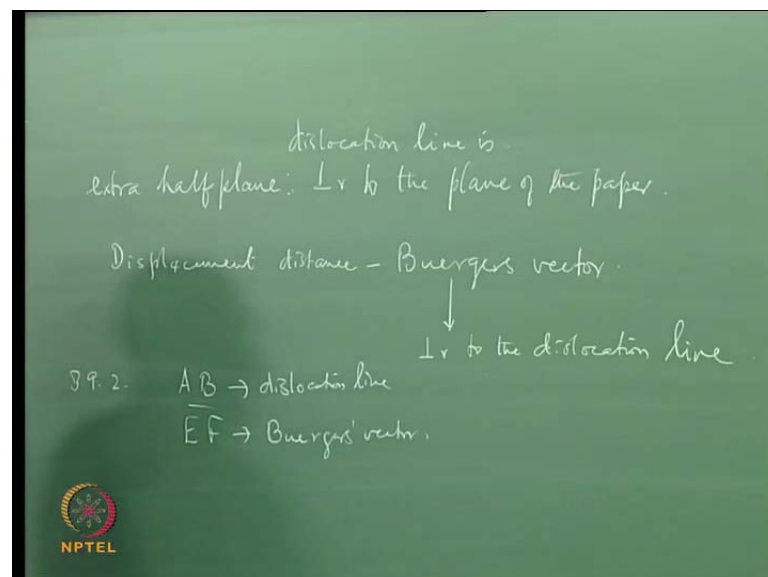 dislocation line is
extra half plane: ⊥r to the plane of the paper.
Displacement distance - Buergers vector.
↓
⊥r to the dislocation line
39.2. AB → dislocation line
EF → Buergers' vector.
NPTEL